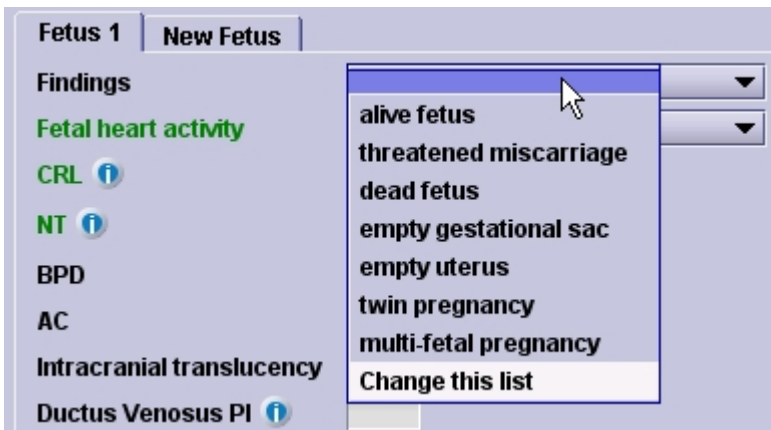 Fetus 1
New Fetus
Findings
Fetal heart activity
CRL
NT
BPD
AC
Intracranial translucency
Ductus Venosus PI
alive fetus
threatened miscarriage
dead fetus
empty gestational sac
empty uterus
twin pregnancy
multi-fetal pregnancy
Change this list